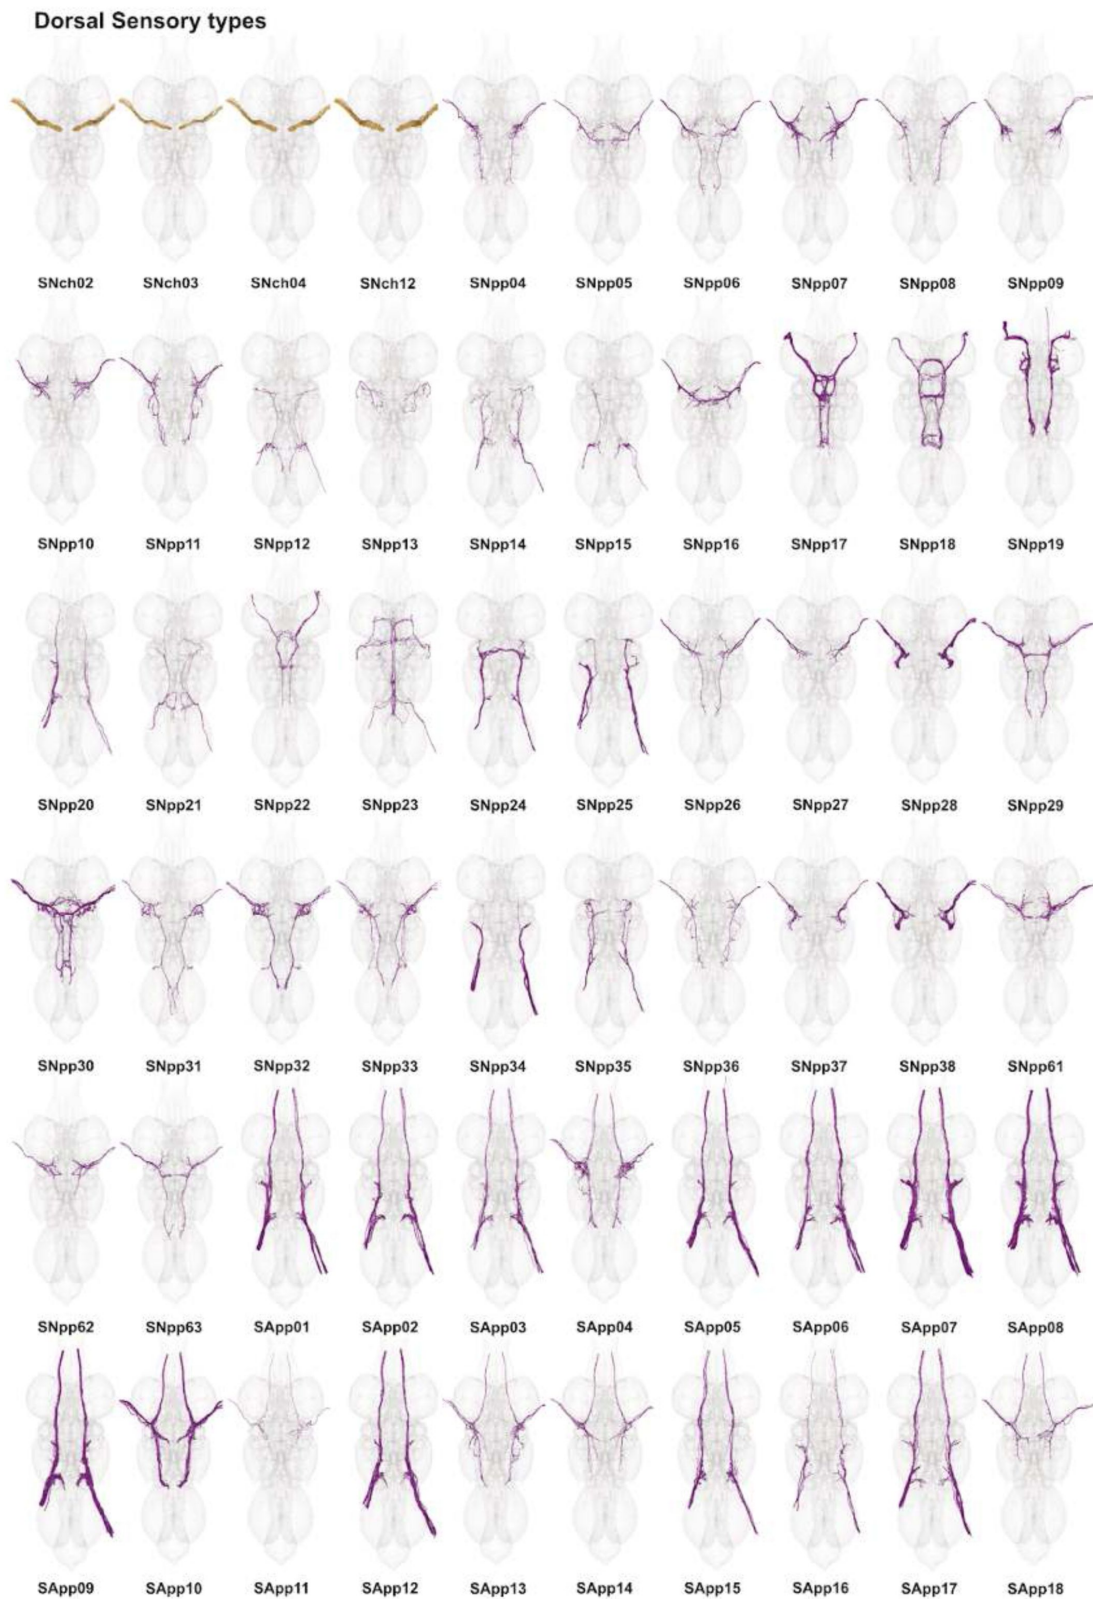 Dorsal Sensory types
SNch02 SNch03 SNch04 SNch12 SNpp04 SNpp05 SNpp06 SNpp07 SNpp08 SNpp09
SNpp10 SNpp11 SNpp12 SNpp13 SNpp14 SNpp15 SNpp16 SNpp17 SNpp18 SNpp19
SNpp20 SNpp21 SNpp22 SNpp23 SNpp24 SNpp25 SNpp26 SNpp27 SNpp28 SNpp29
SNpp30 SNpp31 SNpp32 SNpp33 SNpp34 SNpp35 SNpp36 SNpp37 SNpp38 SNpp61
SNpp62 SNpp63 SApp01 SApp02 SApp03 SApp04 SApp05 SApp06 SApp07 SApp08
SApp09 SApp10 SApp11 SApp12 SApp13 SApp14 SApp15 SApp16 SApp17 SApp18